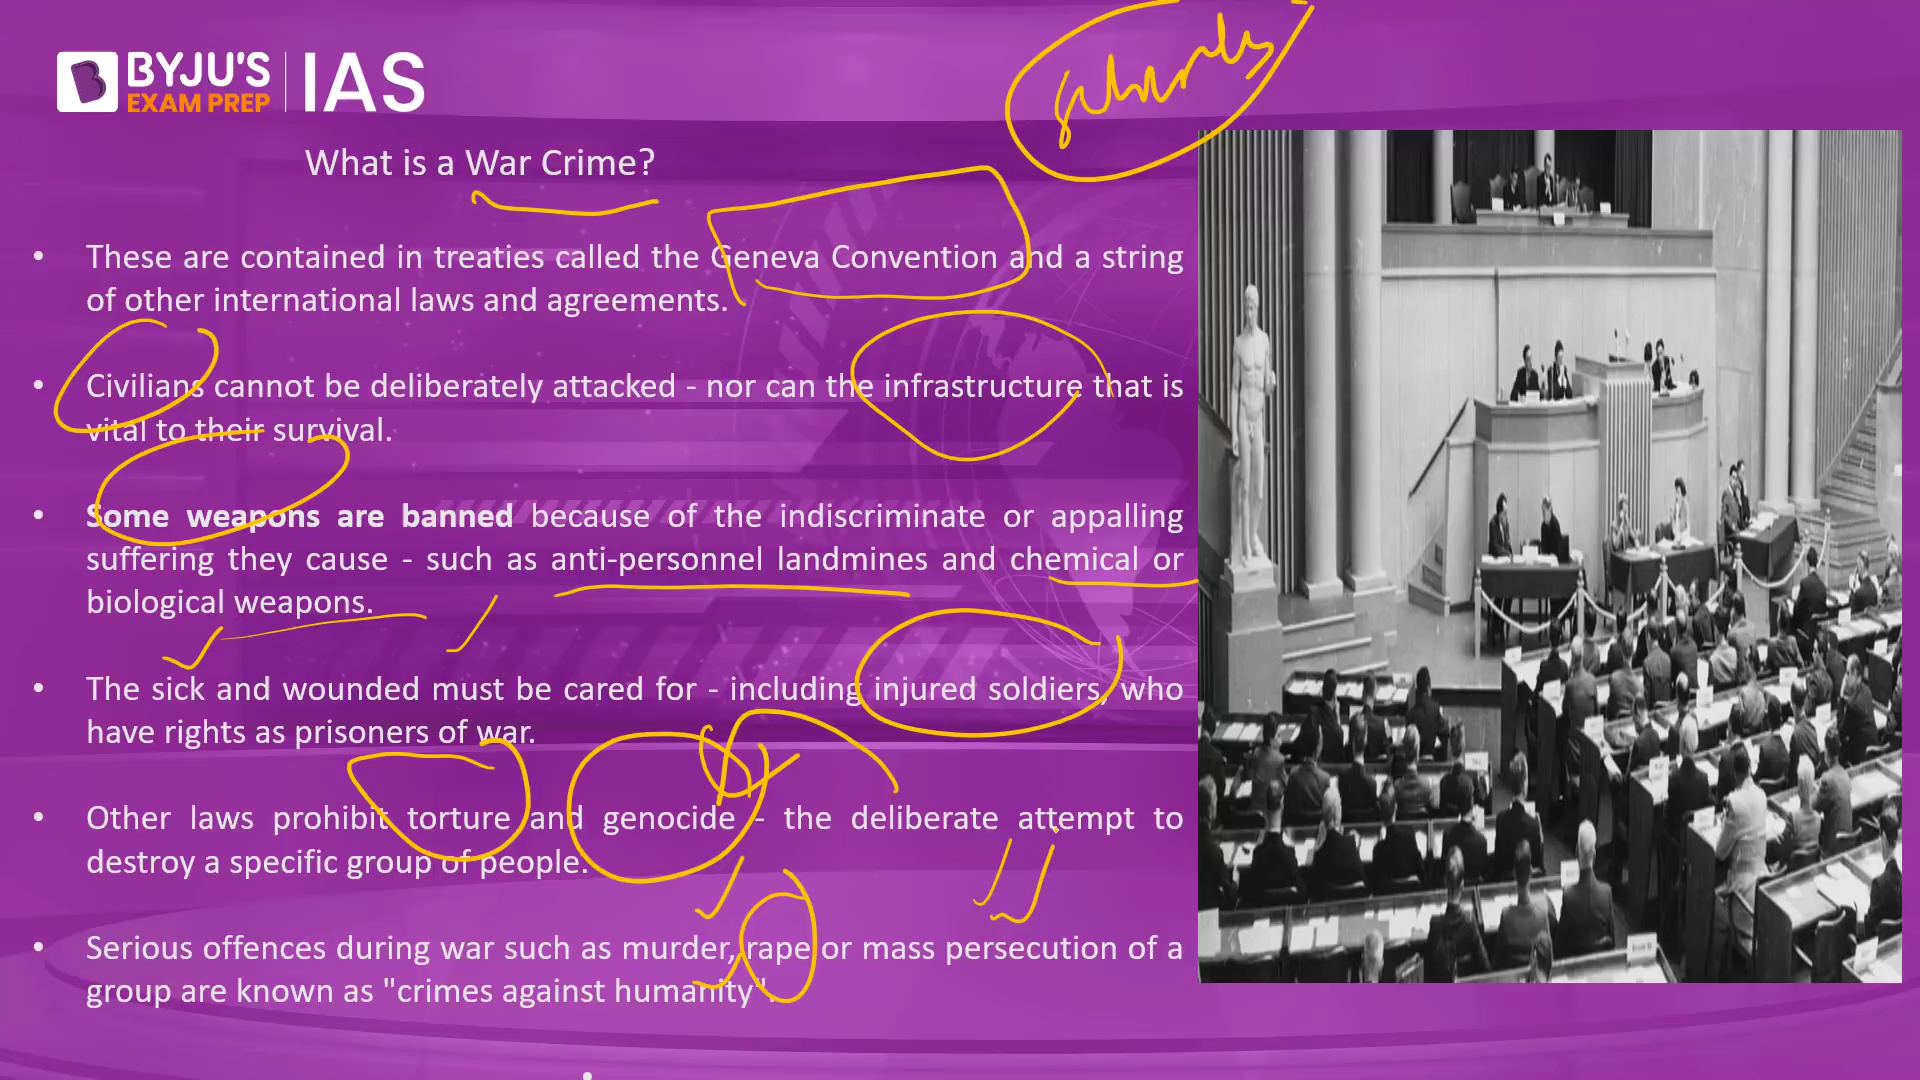 BYJU'S
EXAM PREP
IAS
What is a War Crime?
• These are contained in treaties called the Geneva Convention and a string
of other international laws and agreements.
• Civilians cannot be deliberately attacked - nor can the infrastructure that is
vital to their survival.
• Some weapons are banned because of the indiscriminate or appalling
suffering they cause - such as anti-personnel landmines and chemical or
biological weapons.
• The sick and wounded must be cared for - including injured soldiers, who
have rights as prisoners of war.
• Other laws prohibit torture and genocide - the deliberate attempt to
destroy a specific group of people.
• Serious offences during war such as murder, rape or mass persecution of a
group are known as "crimes against humanity".